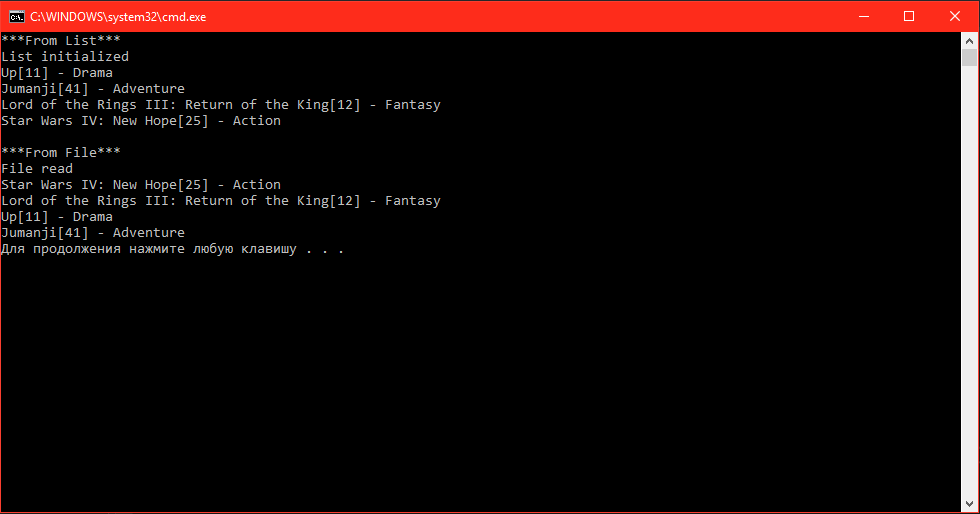 C:\WINDOWS\system32\cmd.exe
***From List***
List initialized
Up[11] - Drama
Jumanji[41] - Adventure
Lord of the Rings III: Return of the King[12] - Fantasy
Star Wars IV: New Hope[25] - Action
***From File***
File read
Star Wars IV: New Hope[25] - Action
Lord of the Rings III: Return of the King[12] - Fantasy
Up[11] - Drama
Jumanji[41] - Adventure
Для продолжения нажмите любую клавишу . . .